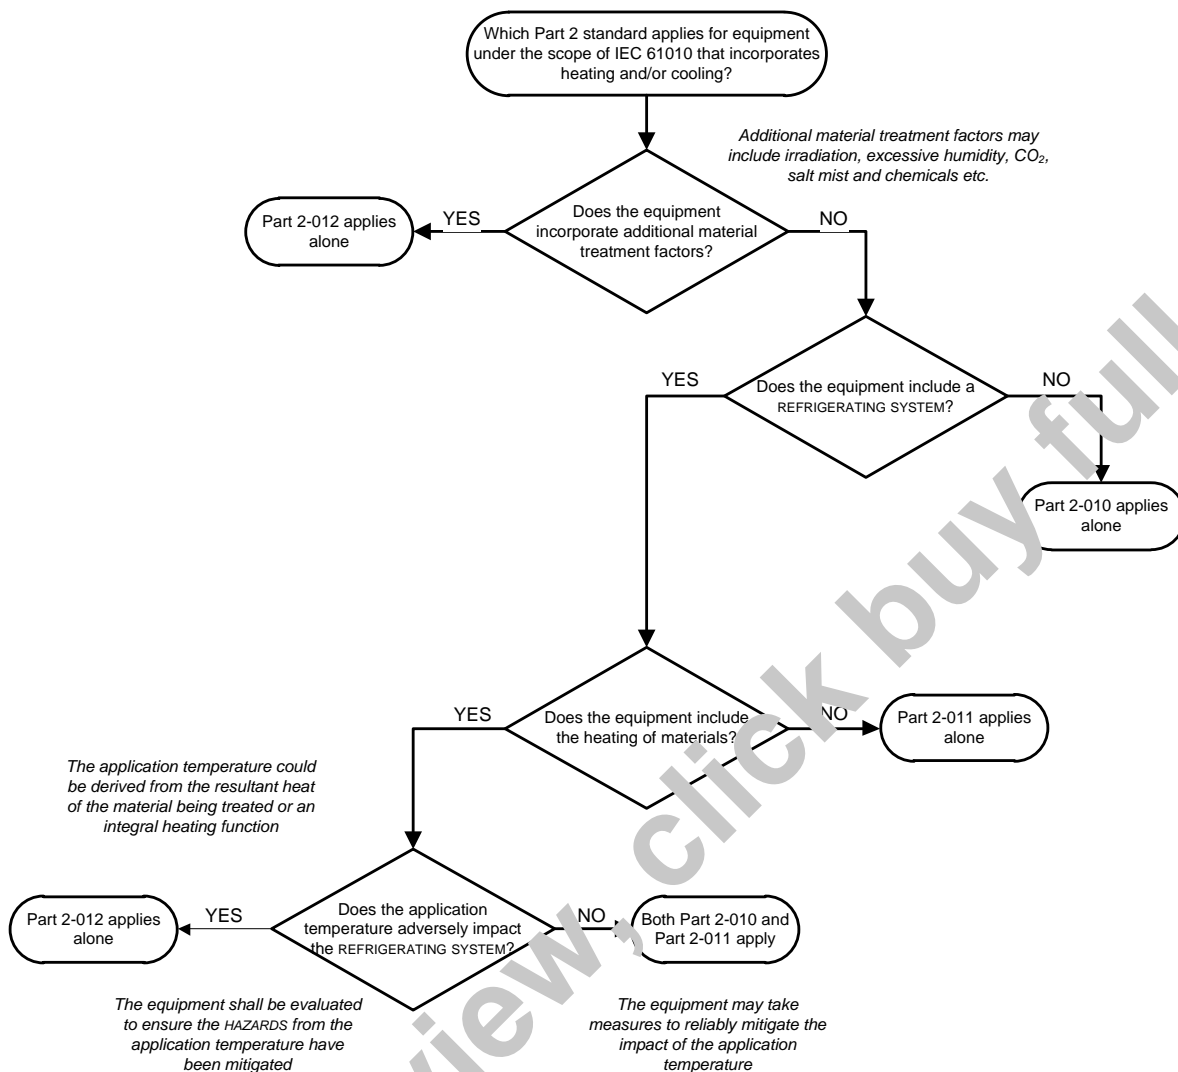 Which Part 2 standard applies for equipment
under the scope of IEC 61010 that incorporates
heating and/or cooling?
Additional material treatment factors may
include irradiation, excessive humidity, CO₂,
salt mist and chemicals etc.
Does the equipment
incorporate additional material
treatment factors?
YES
NO
Part 2-012 applies
alone
Does the equipment include a
REFRIGERATING SYSTEM?
YES
NO
Part 2-010 applies
alone
Does the equipment include
the heating of materials?
YES
NO
Part 2-011 applies
alone
The application temperature could
be derived from the resultant heat
of the material being treated or an
integral heating function
Does the application
temperature adversely impact
the REFRIGERATING SYSTEM?
YES
NO
Part 2-012 applies
alone
Both Part 2-010 and
Part 2-011 apply
The equipment shall be evaluated
to ensure the HAZARDS from the
application temperature have
been mitigated
The equipment may take
measures to reliably mitigate the
impact of the application
temperature
view, click buy full